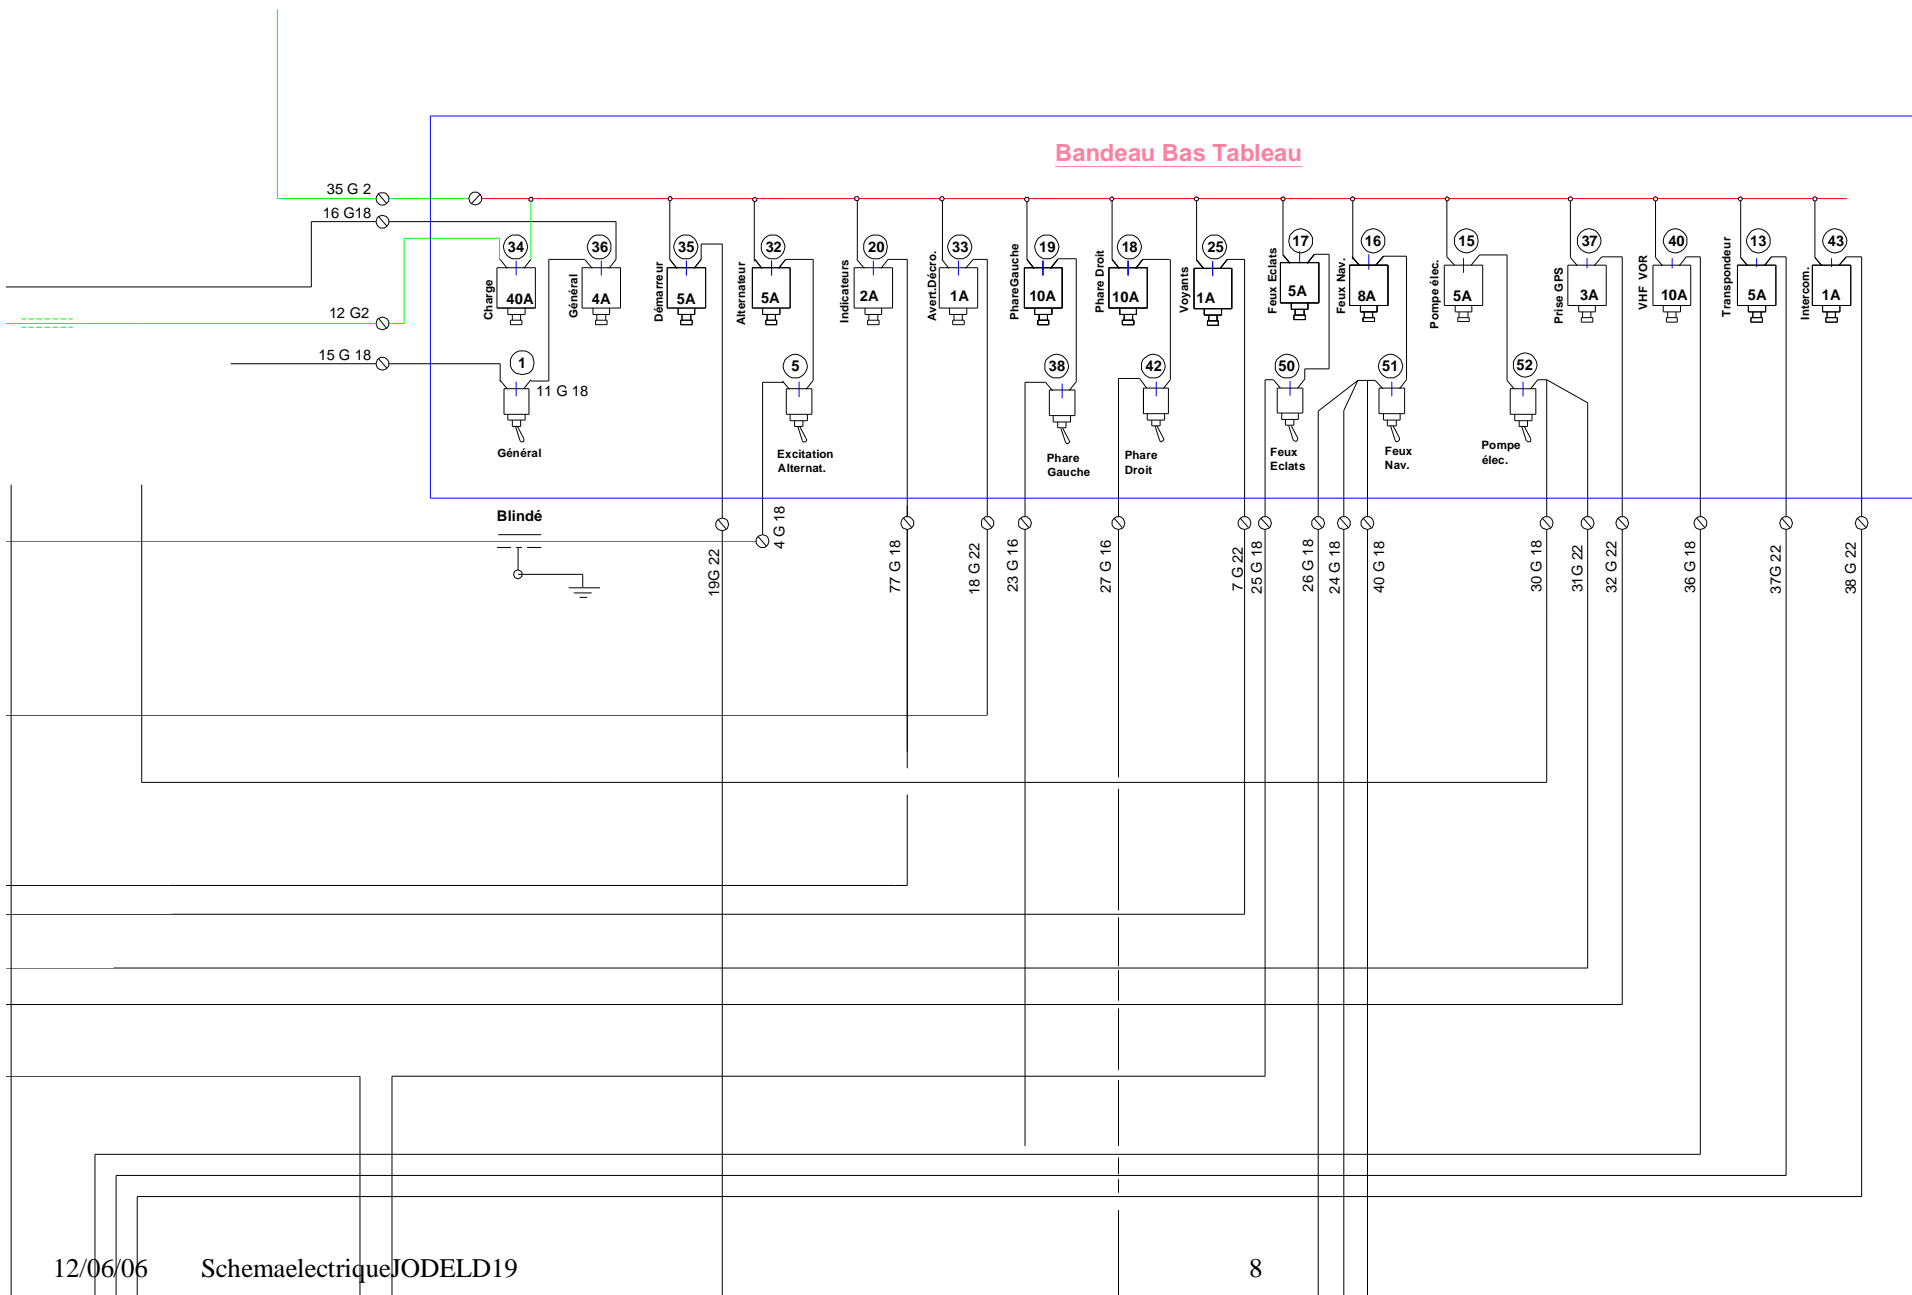 Bandeau Bas Tableau
35 G 2
16 G18
12 G2
15 G 18
11 G 18
34
36
35
32
20
33
19
18
25
17
16
15
37
40
13
43
Charge
Général
Démarreur
Alternateur
Indicateurs
Avert.Décro.
PhareGauche
Phare Droit
Voyants
Feux Eclats
Feux Nav.
Pompe élec.
Prise GPS
VHF VOR
Transpondeur
Intercom.
40A
4A
5A
5A
2A
1A
10A
10A
1A
5A
8A
5A
3A
10A
5A
1A
1
5
38
42
50
51
52
Général
Excitation
Alternat.
Phare
Gauche
Phare
Droit
Feux
Eclats
Feux
Nav.
Pompe
élec.
Blindé
19G 22
4 G 18
77 G 18
18 G 22
23 G 16
27 G 16
7 G 22
25 G 18
26 G 18
24 G 18
40 G 18
30 G 18
31G 22
32 G 22
36 G 18
37G 22
38 G 22
12/06/06 SchemaelectriqueJODELD19 8